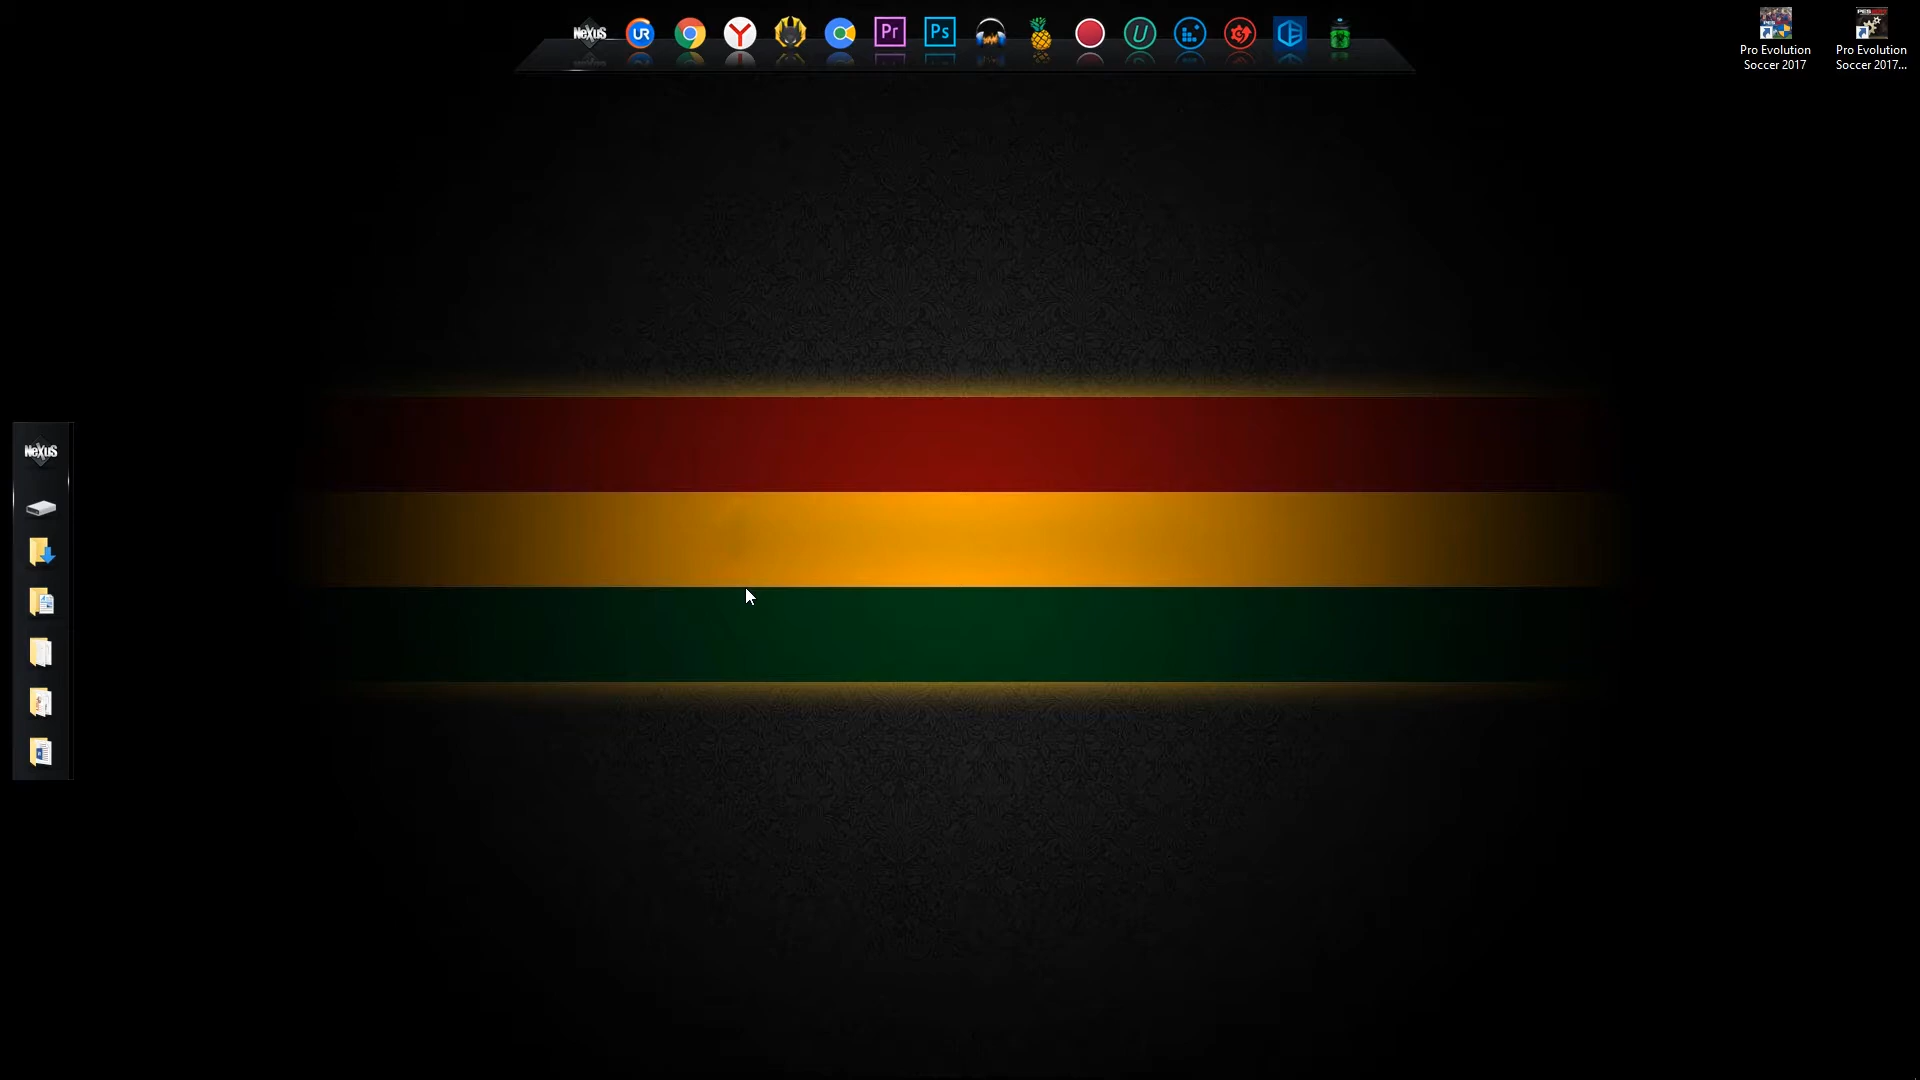 NeXuS
UR
Pr
Ps
U
Pro Evolution
Soccer 2017
Pro Evolution
Soccer 2017...
NeXuS